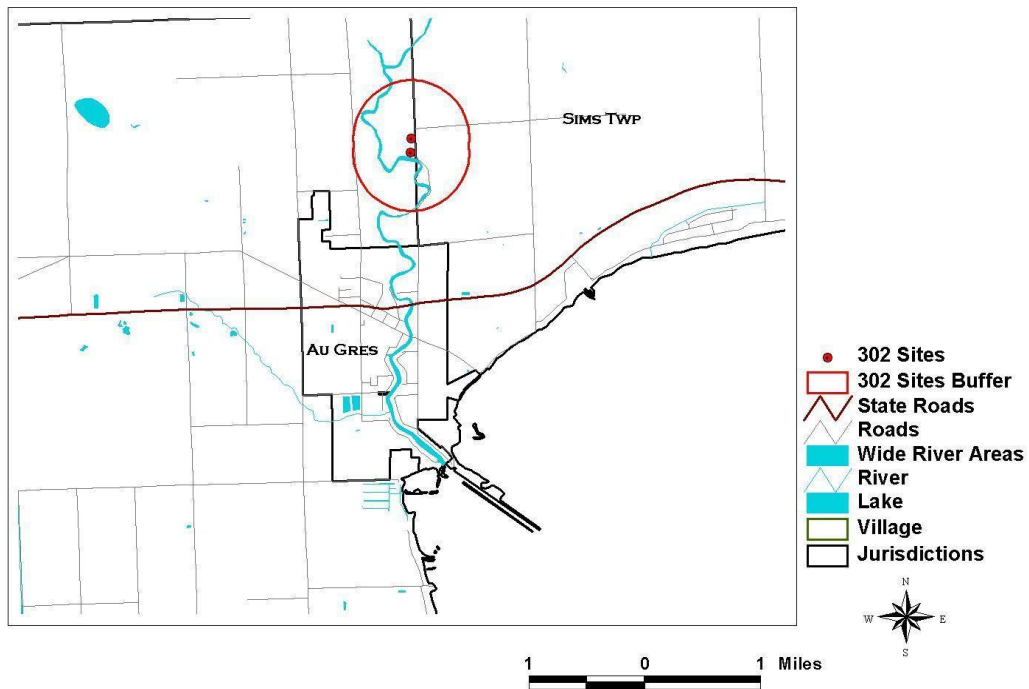 Sims Twp
Au Gres
302 Sites
302 Sites Buffer
State Roads
Roads
Wide River Areas
River
Lake
Village
Jurisdictions
N
W E
S
1 0 1 Miles